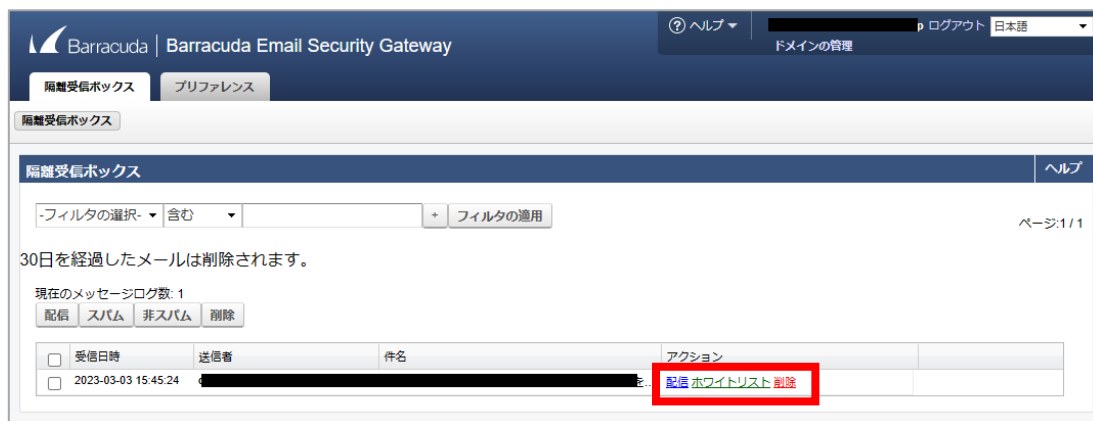 Barracuda | Barracuda Email Security Gateway
? ヘルプ
p ログアウト 日本語
ドメインの管理
隔離受信ボックス プリファレンス
隔離受信ボックス
隔離受信ボックス ヘルプ
-フィルタの選択- 含む + フィルタの適用
ページ:1 / 1
30日を経過したメールは削除されます。
現在のメッセージログ数: 1
配信 スパム 非スパム 削除
受信日時 送信者 件名 アクション
2023-03-03 15:45:24 を... 配信 ホワイトリスト 削除